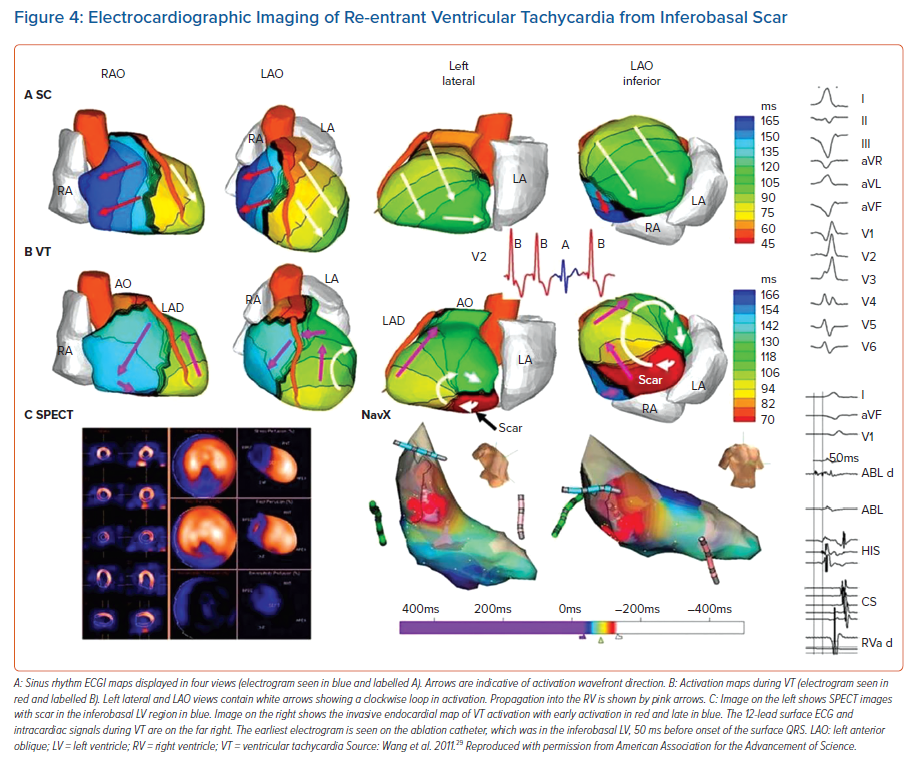 Figure 4: Electrocardiographic Imaging of Re-entrant Ventricular Tachycardia from Inferobasal Scar
RAO
LAO
Left
lateral
LAO
inferior
A SC
RA
RA
LA
LA
LA
RA
ms
165
150
135
120
105
90
75
60
45
I
II
III
aVR
aVL
aVF
V1
V2
V3
V4
V5
V6
V2
B
B
A
B
B VT
AO
LAD
RA
RA
LA
LAD
AO
LA
Scar
Scar
LA
RA
ms
166
154
142
130
118
106
94
82
70
C SPECT
NavX
400ms
200ms
0ms
−200ms
−400ms
I
aVF
V1
-50ms
ABL d
ABL
HIS
CS
RVa d
A: Sinus rhythm ECGI maps displayed in four views (electrogram seen in blue and labelled A). Arrows are indicative of activation wavefront direction. B: Activation maps during VT (electrogram seen in
red and labelled B). Left lateral and LAO views contain white arrows showing a clockwise loop in activation. Propagation into the RV is shown by pink arrows. C: Image on the left shows SPECT images
with scar in the inferobasal LV region in blue. Image on the right shows the invasive endocardial map of VT activation with early activation in red and late in blue. The 12-lead surface ECG and
intracardiac signals during VT are on the far right. The earliest electrogram is seen on the ablation catheter, which was in the inferobasal LV, 50 ms before onset of the surface QRS. LAO: left anterior
oblique; LV = left ventricle; RV = right ventricle; VT = ventricular tachycardia Source: Wang et al. 2011.²⁹ Reproduced with permission from American Association for the Advancement of Science.